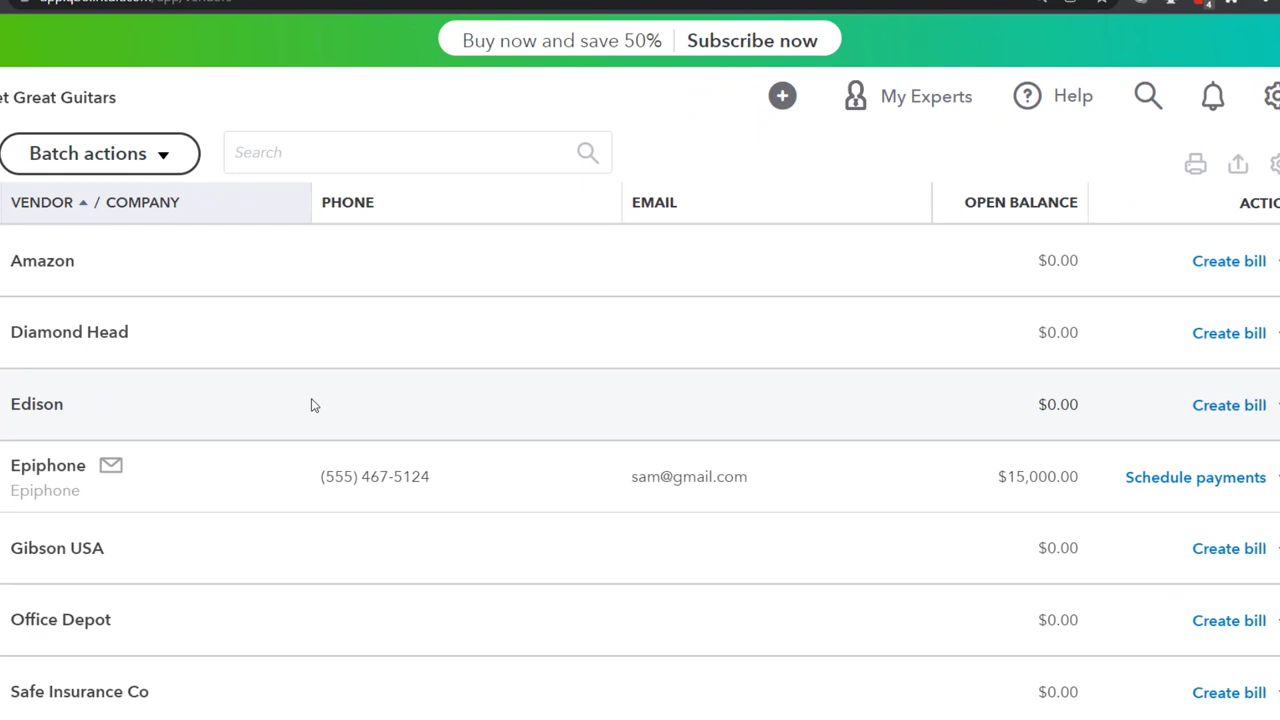 Buy now and save 50% Subscribe now
et Great Guitars
My Experts Help
4
Batch actions Search
VENDOR / COMPANY PHONE EMAIL OPEN BALANCE ACTIO
Amazon $0.00 Create bill
Diamond Head $0.00 Create bill
Edison $0.00 Create bill
Epiphone (555) 467-5124 sam@gmail.com $15,000.00 Schedule payments
Epiphone
Gibson USA $0.00 Create bill
Office Depot $0.00 Create bill
Safe Insurance Co $0.00 Create bill